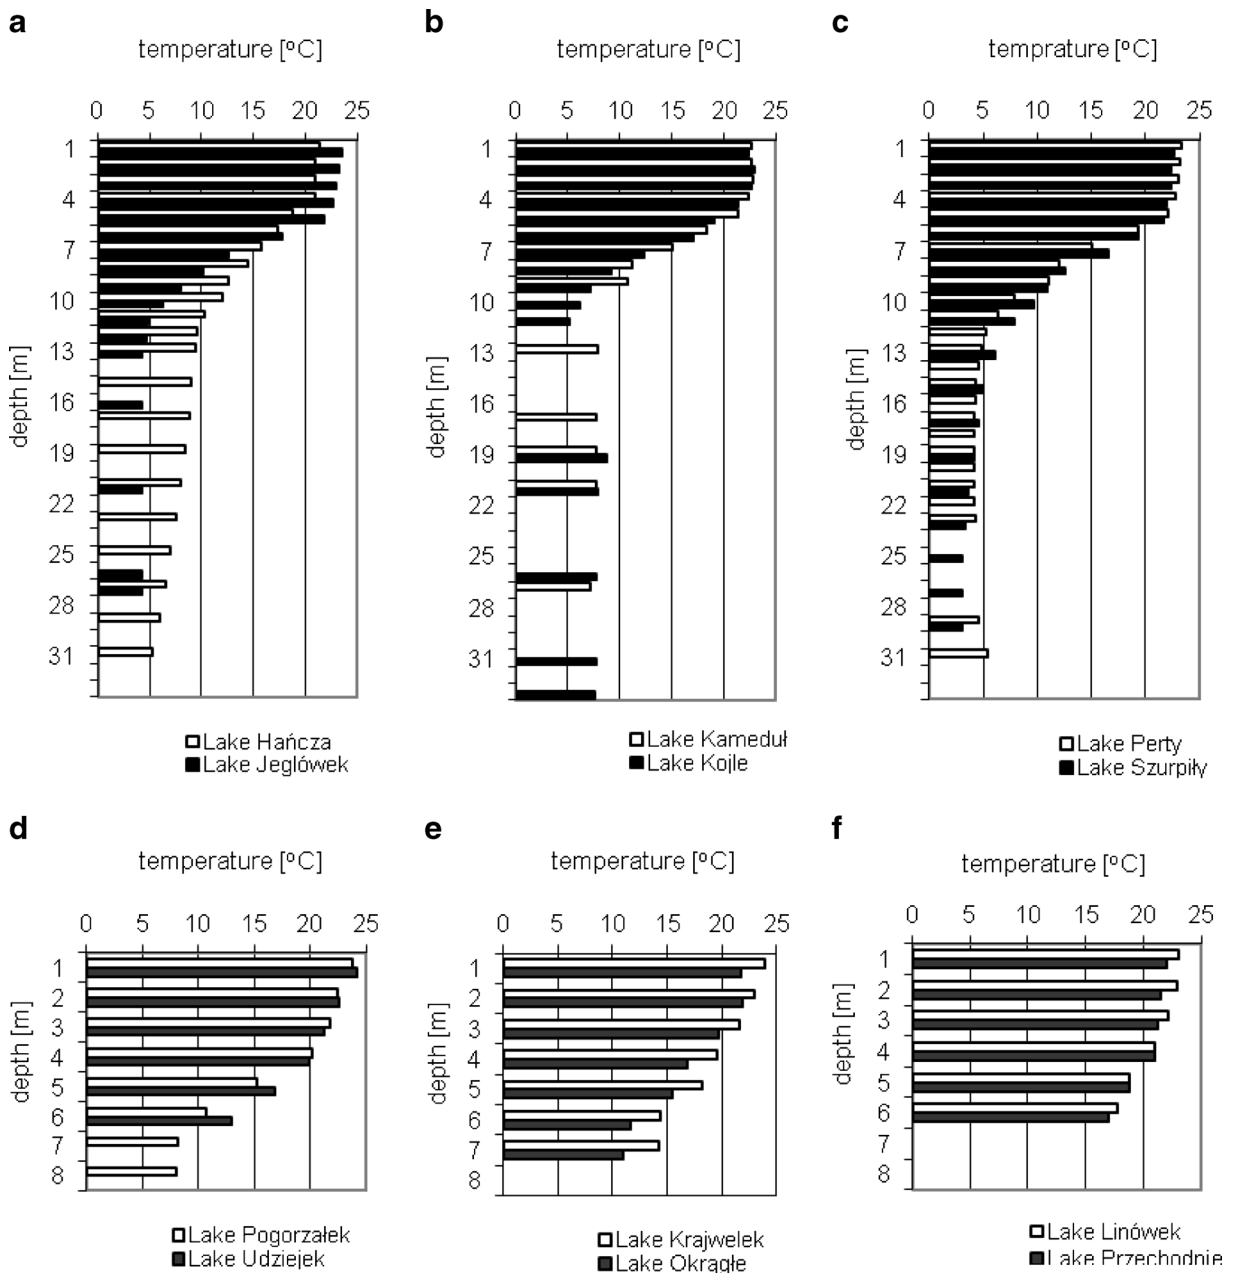 a
temperature [°C]
0 5 10 15 20 25
1
4
7
10
13
16
19
22
25
28
31
depth [m]
Lake Hańcza
Lake Jeglówek
b
temperature [°C]
0 5 10 15 20 25
1
4
7
10
13
16
19
22
25
28
31
depth [m]
Lake Kameduł
Lake Kojle
c
temprature [°C]
0 5 10 15 20 25
1
4
7
10
13
16
19
22
25
28
31
depth [m]
Lake Perty
Lake Szurpiły
d
temperature [°C]
0 5 10 15 20 25
1
2
3
4
5
6
7
8
depth [m]
Lake Pogorzałek
Lake Udziejek
e
temperature [°C]
0 5 10 15 20 25
1
2
3
4
5
6
7
8
depth [m]
Lake Krajwelek
Lake Okrągłe
f
temperature [°C]
0 5 10 15 20 25
1
2
3
4
5
6
7
8
depth [m]
Lake Linówek
Lake Przechodnie